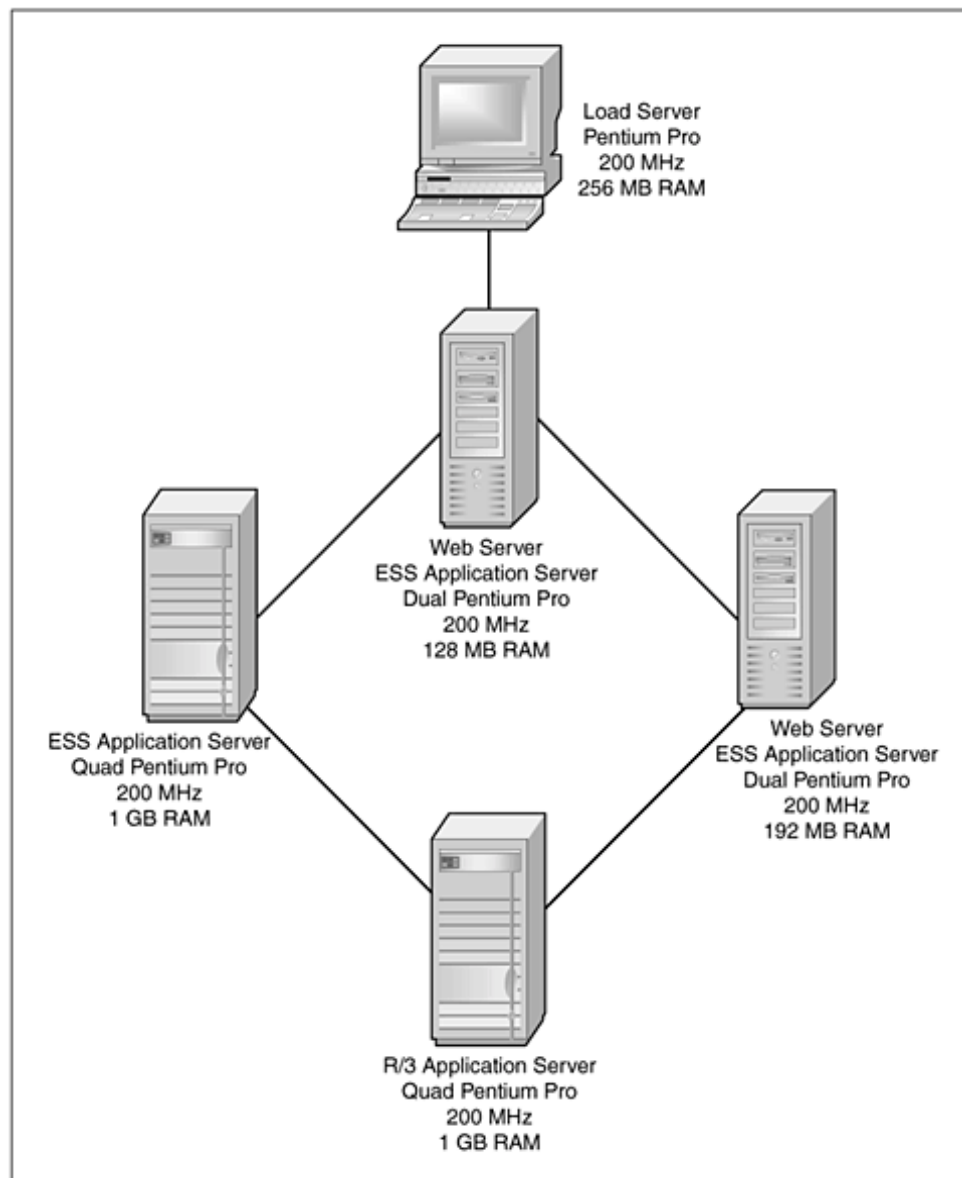 Load Server
Pentium Pro
200 MHz
256 MB RAM
Web Server
ESS Application Server
Dual Pentium Pro
200 MHz
128 MB RAM
ESS Application Server
Quad Pentium Pro
200 MHz
1 GB RAM
Web Server
ESS Application Server
Dual Pentium Pro
200 MHz
192 MB RAM
R/3 Application Server
Quad Pentium Pro
200 MHz
1 GB RAM